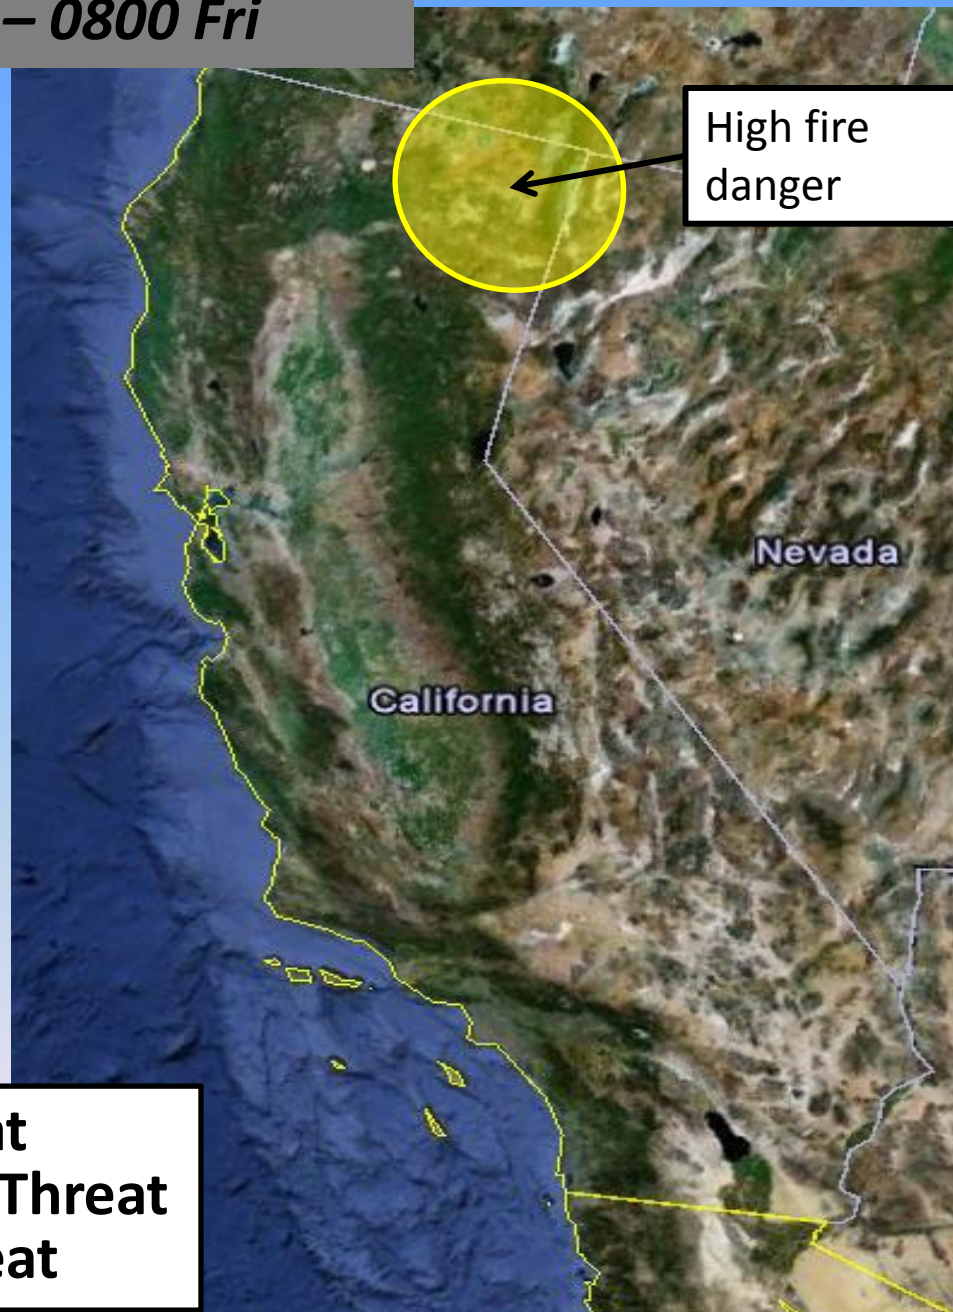 – 0800 Fri
High fire
danger
Nevada
California
Threat